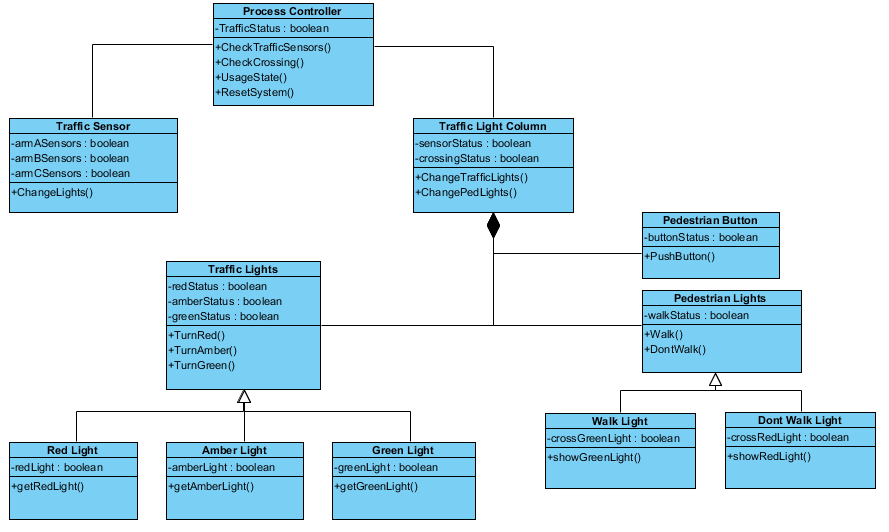 Process Controller
-TrafficStatus : boolean
+CheckTrafficSensors()
+CheckCrossing()
+UsageState()
+ResetSystem()
Traffic Sensor
-armASensors : boolean
-armBSensors : boolean
-armCSensors : boolean
+ChangeLights()
Traffic Light Column
-sensorStatus : boolean
-crossingStatus : boolean
+ChangeTrafficLights()
+ChangePedLights()
Pedestrian Button
-buttonStatus : boolean
+PushButton()
Traffic Lights
-redStatus : boolean
-amberStatus : boolean
-greenStatus : boolean
+TurnRed()
+TurnAmber()
+TurnGreen()
Pedestrian Lights
-walkStatus : boolean
+Walk()
+DontWalk()
Red Light
-redLight : boolean
+getRedLight()
Amber Light
-amberLight : boolean
+getAmberLight()
Green Light
-greenLight : boolean
+getGreenLight()
Walk Light
-crossGreenLight : boolean
+showGreenLight()
Dont Walk Light
-crossRedLight : boolean
+showRedLight()